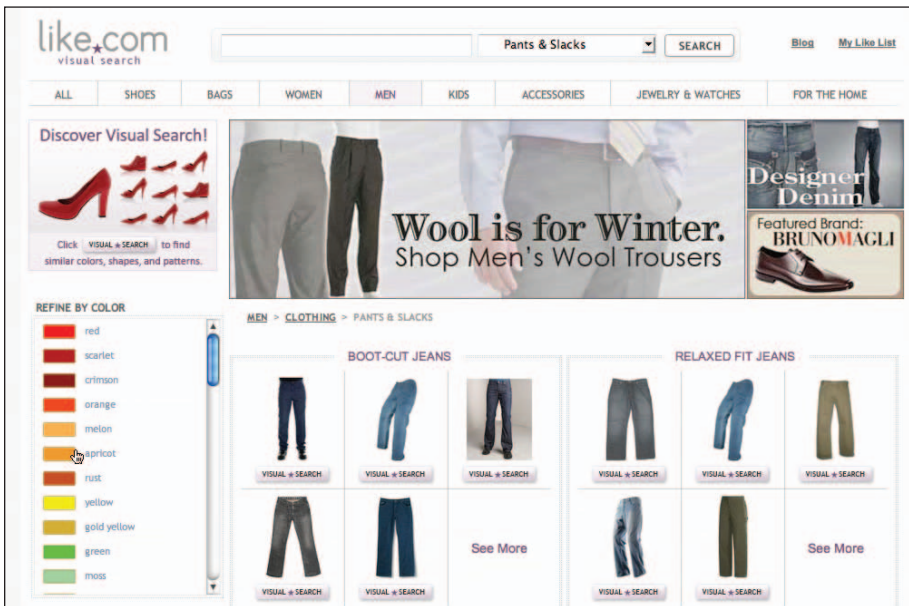 like.com
visual search
Pants & Slacks
SEARCH
Blog
My Like List
ALL
SHOES
BAGS
WOMEN
MEN
KIDS
ACCESSORIES
JEWELRY & WATCHES
FOR THE HOME
Discover Visual Search!
Click VISUAL SEARCH to find
similar colors, shapes, and patterns.
Wool is for Winter.
Shop Men's Wool Trousers
Designer
Denim
Featured Brand:
BRUNOMAGLI
REFINE BY COLOR
red
scarlet
crimson
orange
melon
apricot
rust
yellow
gold yellow
green
moss
MEN > CLOTHING > PANTS & SLACKS
BOOT-CUT JEANS
VISUAL SEARCH
VISUAL SEARCH
VISUAL SEARCH
VISUAL SEARCH
VISUAL SEARCH
See More
RELAXED FIT JEANS
VISUAL SEARCH
VISUAL SEARCH
VISUAL SEARCH
VISUAL SEARCH
VISUAL SEARCH
See More